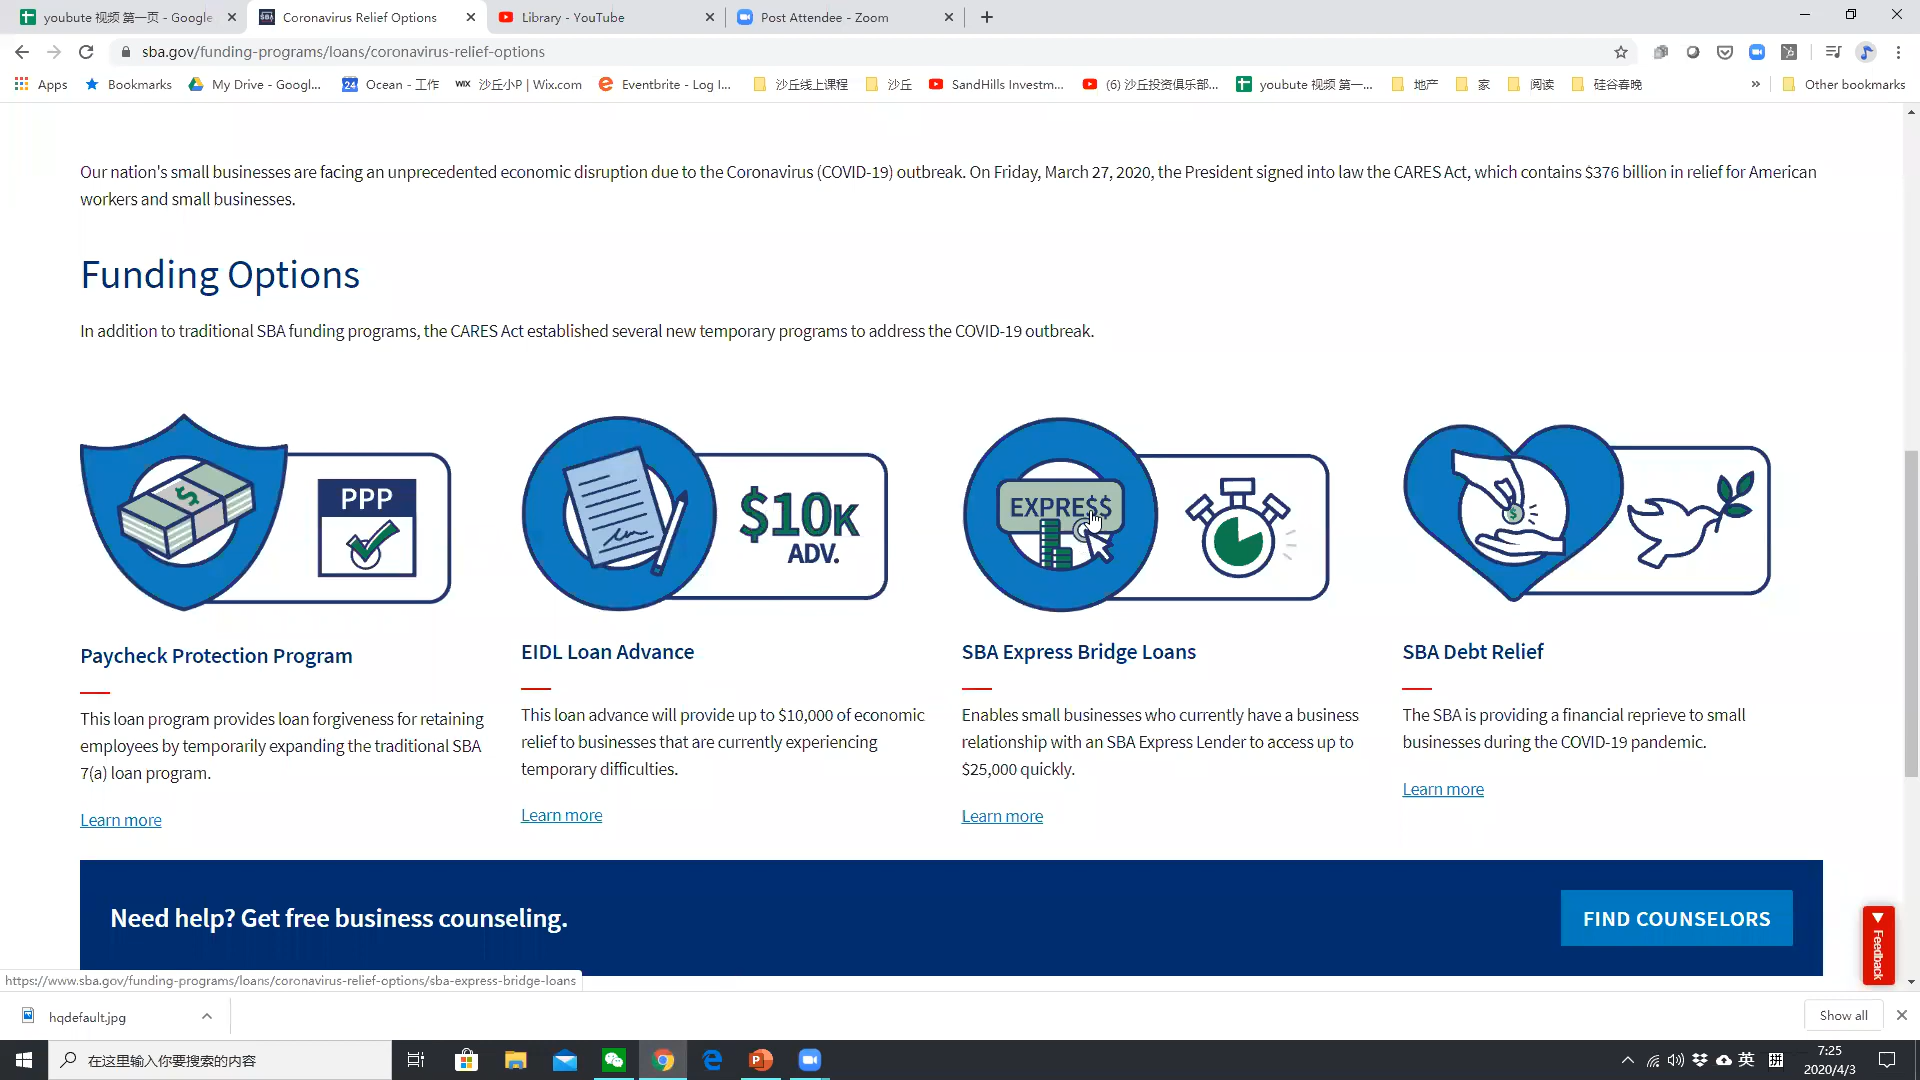 youbute 视频 第一页 - Google
Coronavirus Relief Options
Library - YouTube
Post Attendee - Zoom
sba.gov/funding-programs/loans/coronavirus-relief-options
Apps
Bookmarks
My Drive - Googl...
Ocean - 工作
沙丘小P | Wix.com
Eventbrite - Log I...
沙丘线上课程
沙丘
SandHills Investm...
(6) 沙丘投资俱乐部...
youbute 视频 第一...
地产
家
阅读
硅谷春晚
»
Other bookmarks
Our nation's small businesses are facing an unprecedented economic disruption due to the Coronavirus (COVID-19) outbreak. On Friday, March 27, 2020, the President signed into law the CARES Act, which contains $376 billion in relief for American
workers and small businesses.
Funding Options
In addition to traditional SBA funding programs, the CARES Act established several new temporary programs to address the COVID-19 outbreak.
PPP
$10K
ADV.
EXPRE$$
Paycheck Protection Program
This loan program provides loan forgiveness for retaining
employees by temporarily expanding the traditional SBA
7(a) loan program.
Learn more
EIDL Loan Advance
This loan advance will provide up to $10,000 of economic
relief to businesses that are currently experiencing
temporary difficulties.
Learn more
SBA Express Bridge Loans
Enables small businesses who currently have a business
relationship with an SBA Express Lender to access up to
$25,000 quickly.
Learn more
SBA Debt Relief
The SBA is providing a financial reprieve to small
businesses during the COVID-19 pandemic.
Learn more
Need help? Get free business counseling.
FIND COUNSELORS
Feedback
https://www.sba.gov/funding-programs/loans/coronavirus-relief-options/sba-express-bridge-loans
hqdefault.jpg
Show all
在这里输入你要搜索的内容
英
拼
7:25
2020/4/3